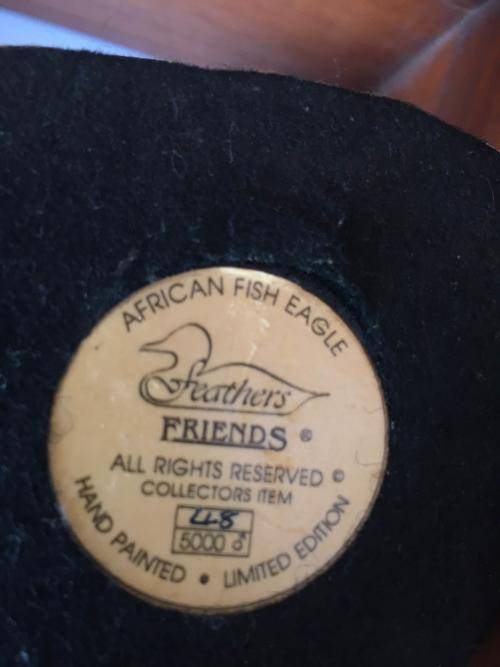 AFRICAN FISH EAGLE
Feathers
FRIENDS ®
ALL RIGHTS RESERVED ©
COLLECTORS ITEM
48
5000 ♂
HAND PAINTED • LIMITED EDITION